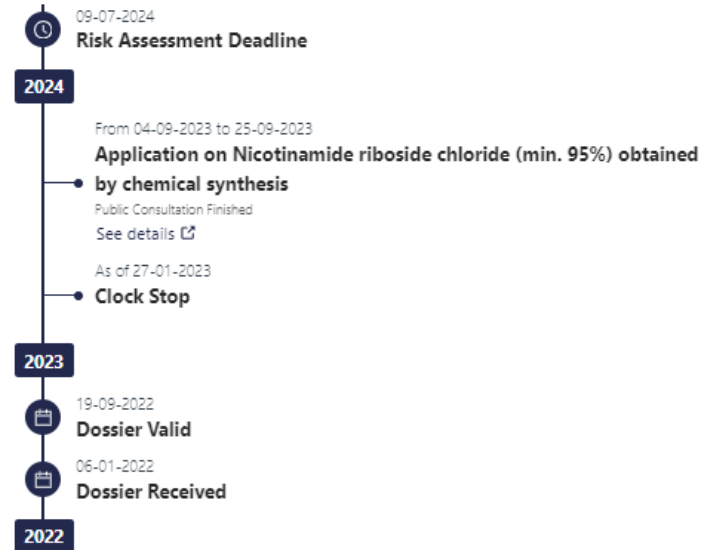 09-07-2024
Risk Assessment Deadline
2024
From 04-09-2023 to 25-09-2023
Application on Nicotinamide riboside chloride (min. 95%) obtained
by chemical synthesis
Public Consultation Finished
See details
As of 27-01-2023
Clock Stop
2023
19-09-2022
Dossier Valid
06-01-2022
Dossier Received
2022